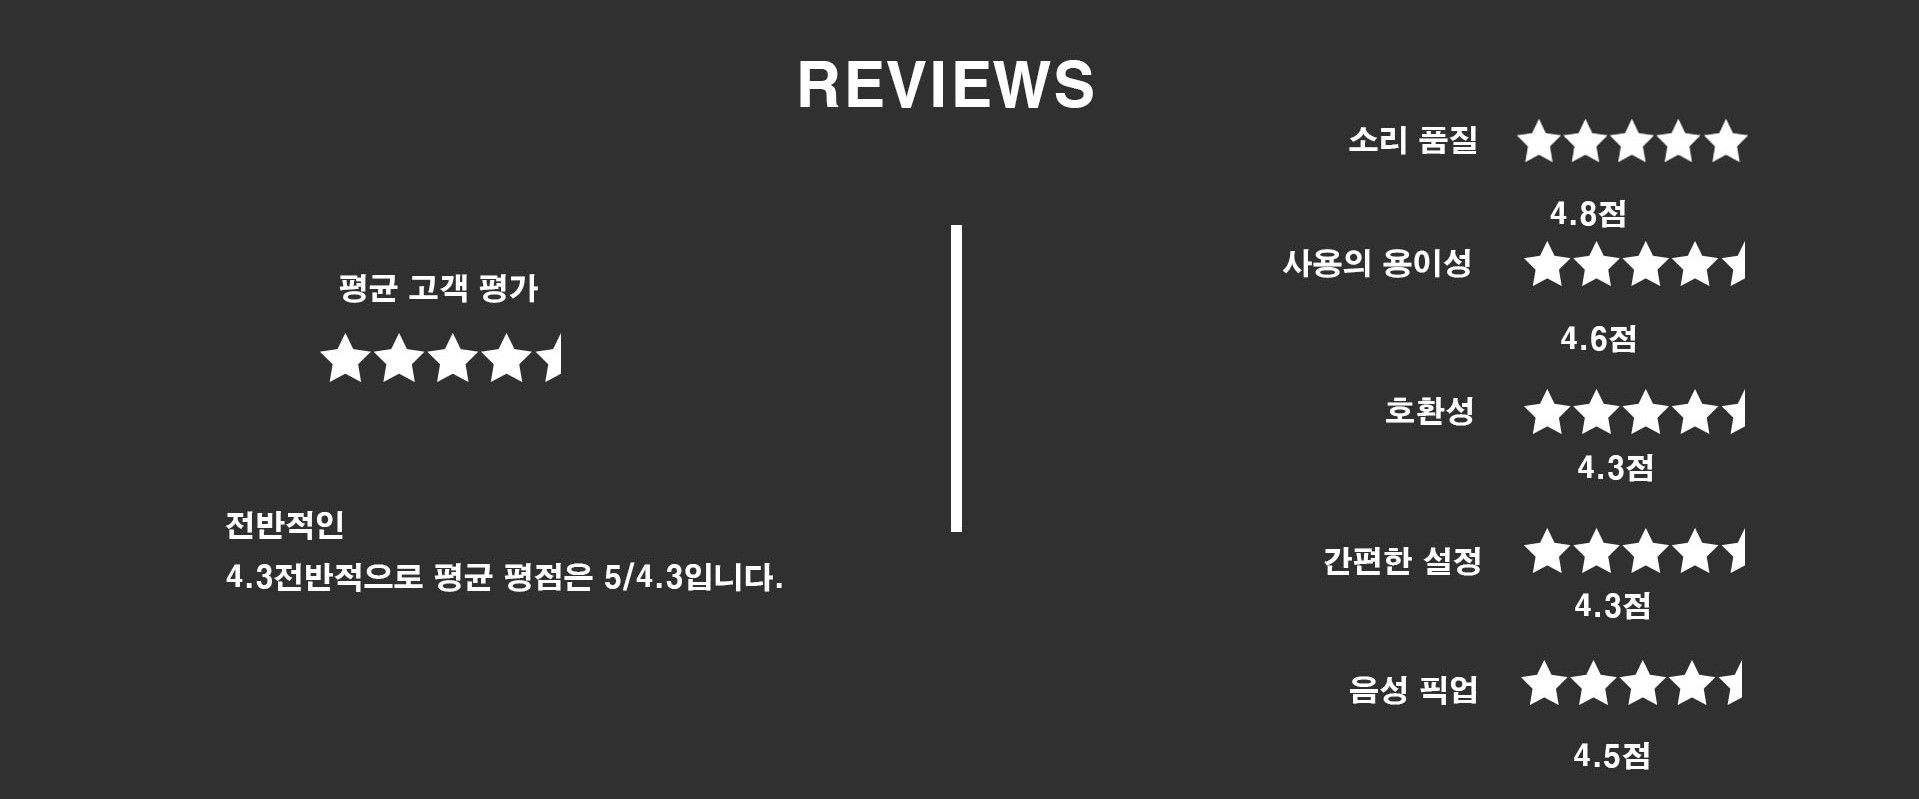 REVIEWS
평균 고객 평가
전반적인
4.3전반적으로 평균 평점은 5/4.3입니다.
소리 품질
4.8점
사용의 용이성
4.6점
호환성
4.3점
간편한 설정
4.3점
음성 픽업
4.5점